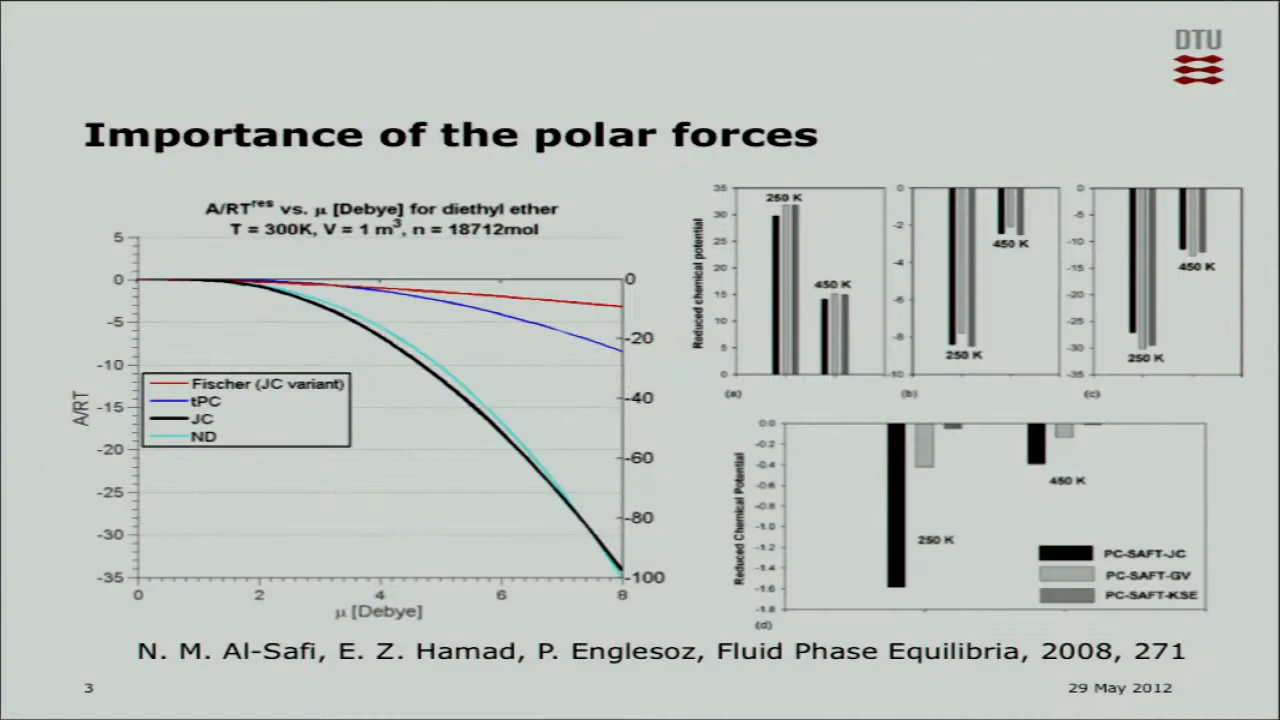 DTU
Importance of the polar forces
A/RT^res vs. μ [Debye] for diethyl ether
T = 300K, V = 1 m^3, n = 18712mol
5
0
-5
-10
-15
-20
-25
-30
-35
A/RT
0
-20
-40
-60
-80
-100
Fischer (JC variant)
tPC
JC
ND
0
2
4
6
8
μ [Debye]
Reduced chemical potential
35
30
25
20
15
10
5
0
250 K
450 K
(a)
0
-2
-4
-6
-8
-10
450 K
250 K
(b)
0
-5
-10
-15
-20
-25
-30
-35
450 K
250 K
(c)
Reduced Chemical Potential
0.0
-0.2
-0.4
-0.6
-0.8
-1.0
-1.2
-1.4
-1.6
-1.8
450 K
250 K
PC-SAFT-JC
PC-SAFT-GV
PC-SAFT-KSE
(d)
N. M. Al-Safi, E. Z. Hamad, P. Englesoz, Fluid Phase Equilibria, 2008, 271
3
29 May 2012